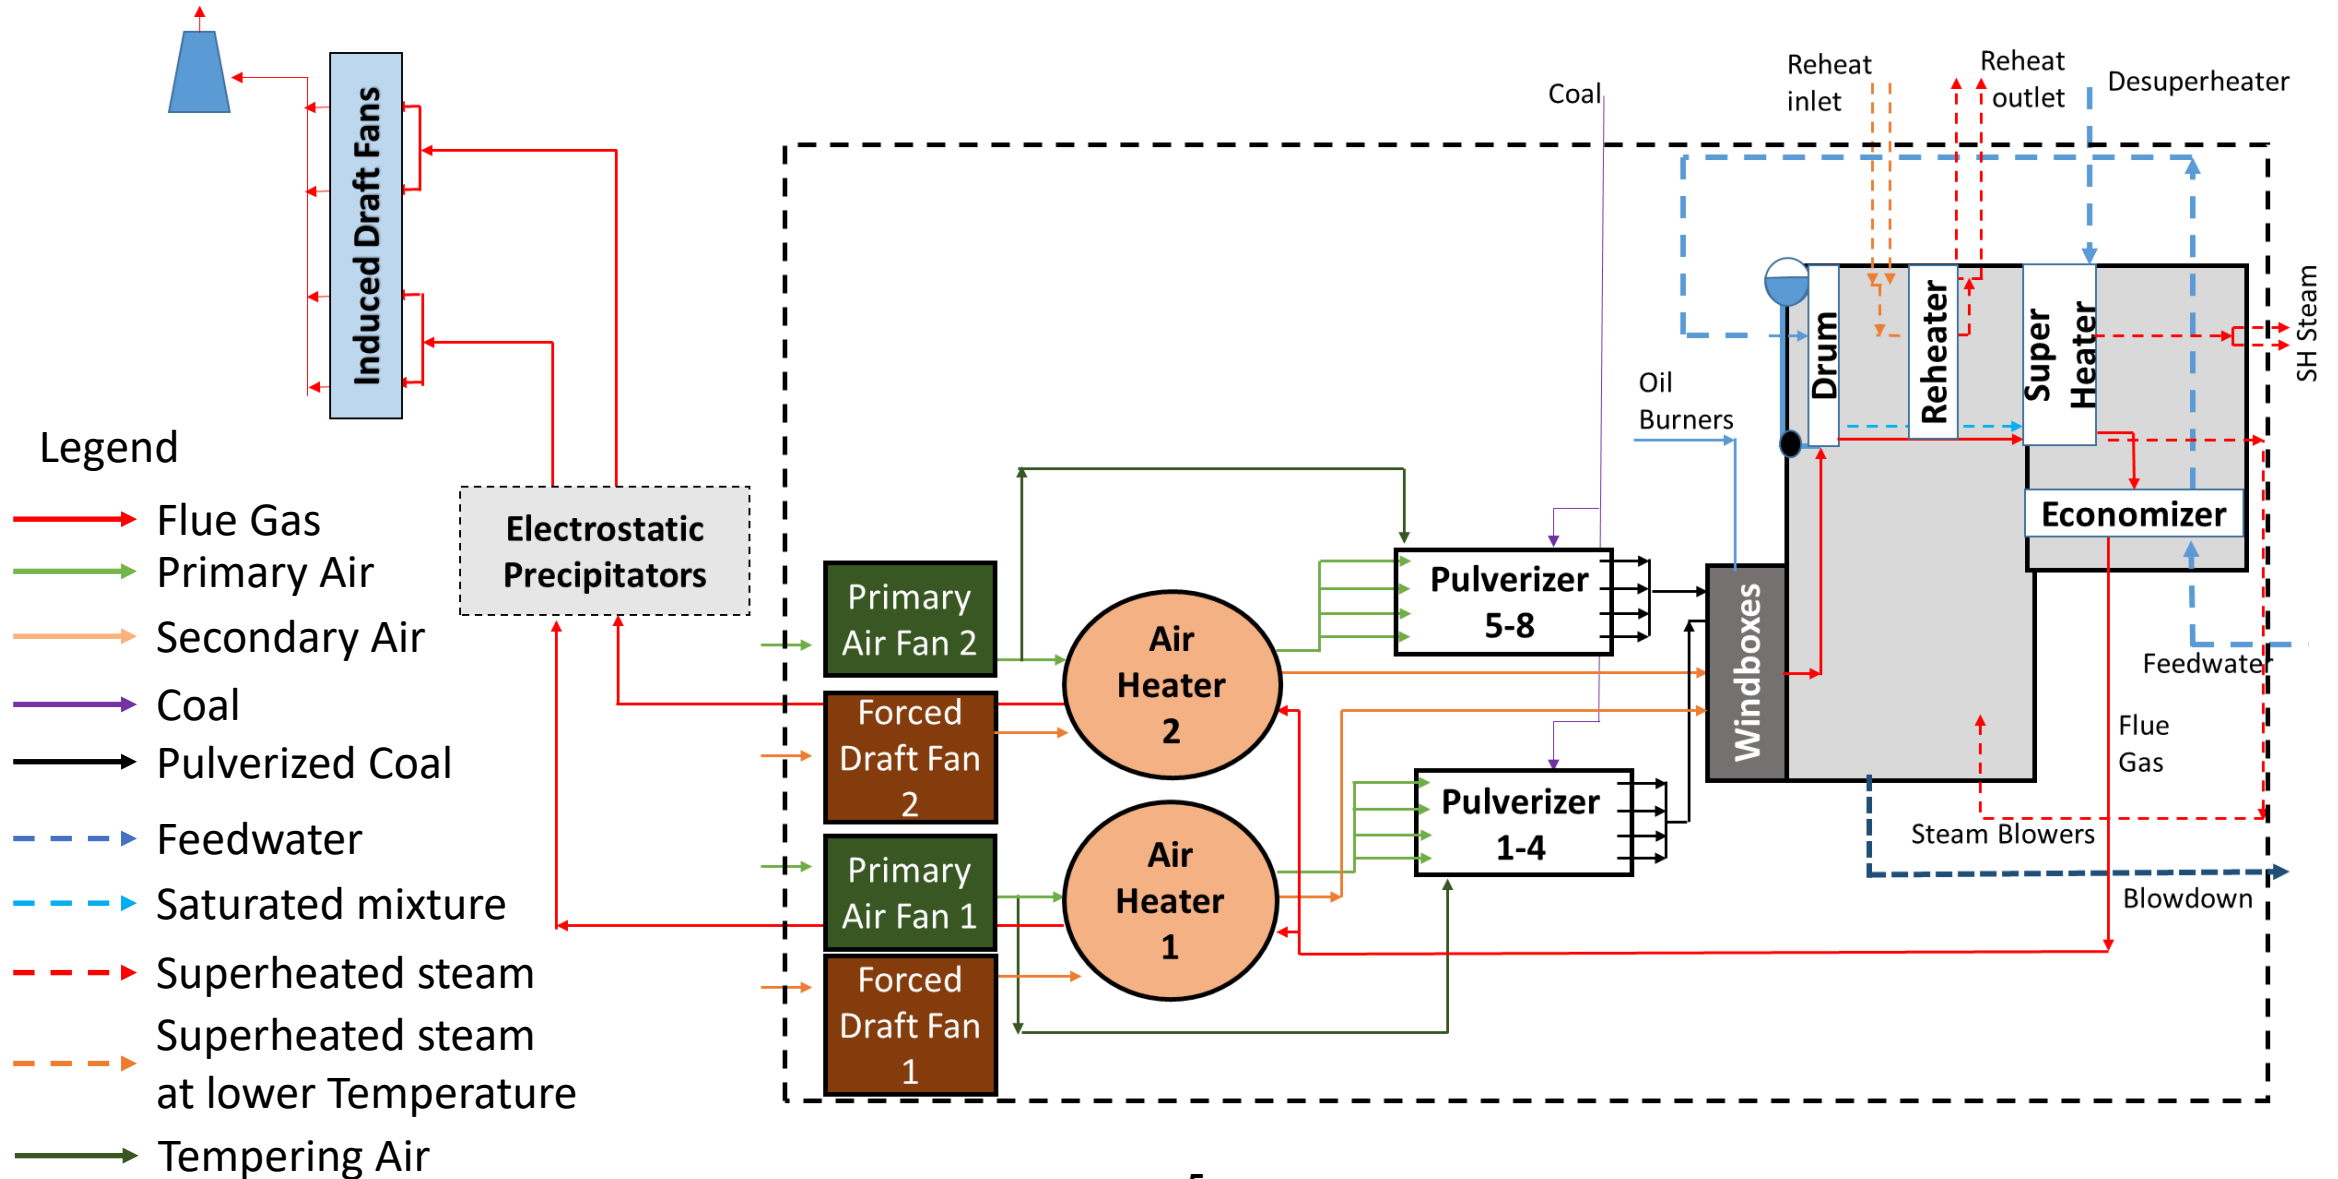 Induced Draft Fans
Legend
Flue Gas
Primary Air
Secondary Air
Coal
Pulverized Coal
Feedwater
Saturated mixture
Superheated steam
Superheated steam
at lower Temperature
Tempering Air
Electrostatic
Precipitators
Primary
Air Fan 2
Forced
Draft Fan
2
Primary
Air Fan 1
Forced
Draft Fan
1
Air
Heater
2
Air
Heater
1
Coal
Pulverizer
5-8
Pulverizer
1-4
Oil
Burners
Windboxes
Reheat
inlet
Reheat
outlet
Desuperheater
Drum
Reheater
Super
Heater
SH Steam
Economizer
Feedwater
Flue
Gas
Steam Blowers
Blowdown